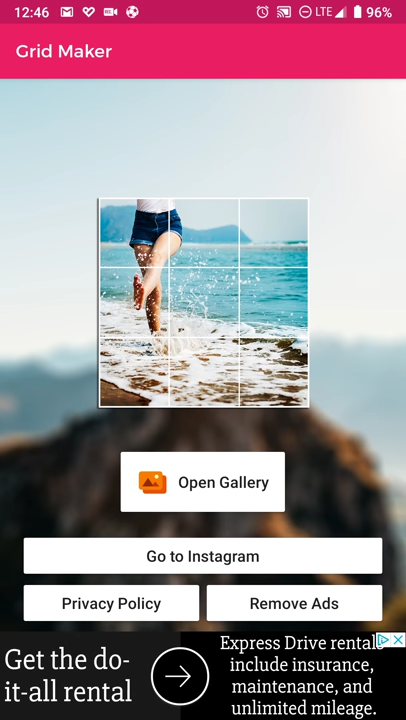 12:46 LTE 96%
Grid Maker
Open Gallery
Go to Instagram
Privacy Policy Remove Ads
Get the do-
it-all rental
Express Drive rentals
include insurance,
maintenance, and
unlimited mileage.